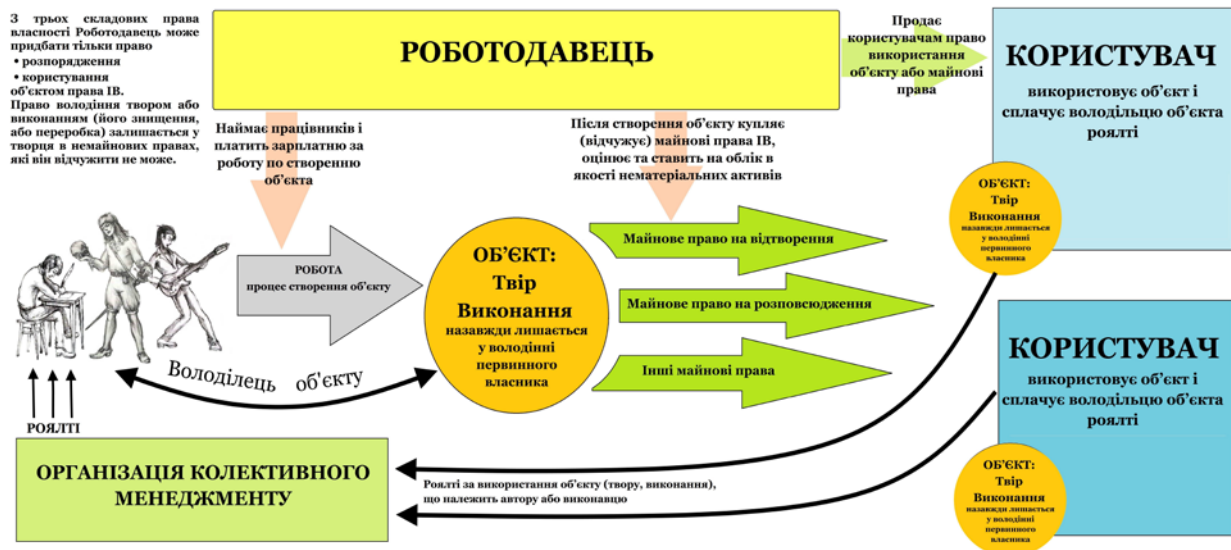 З трьох складових права
власності Роботодавець може
придбати тільки право
• розпорядження
• користування
об'єктом права ІВ.
Право володіння твором або
виконанням (його знищення,
або переробка) залишається у
творця в немайнових правах,
які він відчужити не може.
РОБОТОДАВЕЦЬ
Продає
користувачам право
використання
об'єкту або майнові
права
КОРИСТУВАЧ
використовує об'єкт і
сплачує володільцю об'єкта
роялті
Наймає працівників і
платить зарплатню за
роботу по створенню
об'єкта
Після створення об'єкту купляє
(відчужує) майнові права ІВ,
оцінює та ставить на облік в
якості нематеріальних активів
ОБ'ЄКТ:
Твір
Виконання
назавжди лишається
у володінні
первинного
власника
РОБОТА
процес створення об'єкту
ОБ'ЄКТ:
Твір
Виконання
назавжди лишається
у володінні
первинного
власника
Майнове право на відтворення
Майнове право на розповсюдження
Інші майнові права
КОРИСТУВАЧ
використовує об'єкт і
сплачує володільцю об'єкта
роялті
Володілець об'єкту
РОЯЛТІ
ОРГАНІЗАЦІЯ КОЛЕКТИВНОГО
МЕНЕДЖМЕНТУ
Роялті за використання об'єкту (твору, виконання),
що належить автору або виконавцю
ОБ'ЄКТ:
Твір
Виконання
назавжди лишається
у володінні
первинного
власника